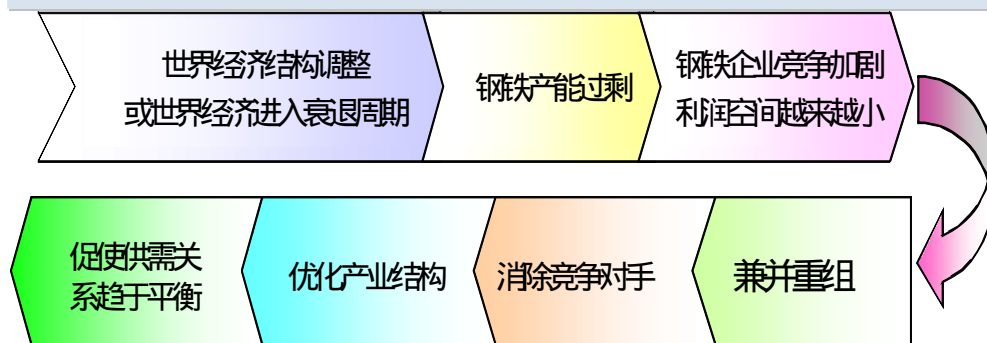 世界经济结构调整
或世界经济进入衰退周期
钢铁产能过剩
钢铁企业竞争加剧
利润空间越来越小
兼并重组
消除竞争对手
优化产业结构
促使供需关
系趋于平衡